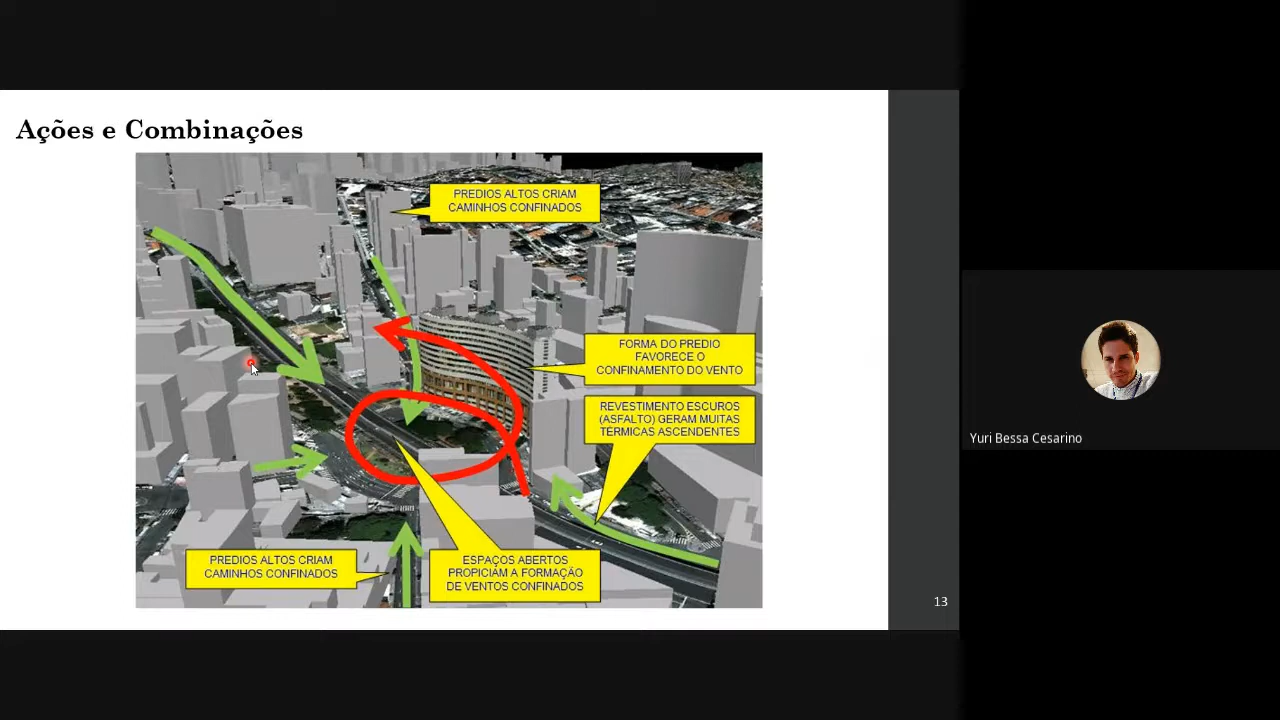 Ações e Combinações
PREDIOS ALTOS CRIAM
CAMINHOS CONFINADOS
FORMA DO PREDIO
FAVORECE O
CONFINAMENTO DO VENTO
REVESTIMENTO ESCUROS
(ASFALTO) GERAM MUITAS
TÉRMICAS ASCENDENTES
PREDIOS ALTOS CRIAM
CAMINHOS CONFINADOS
ESPAÇOS ABERTOS
PROPICIAM A FORMAÇÃO
DE VENTOS CONFINADOS
13
Yuri Bessa Cesarino